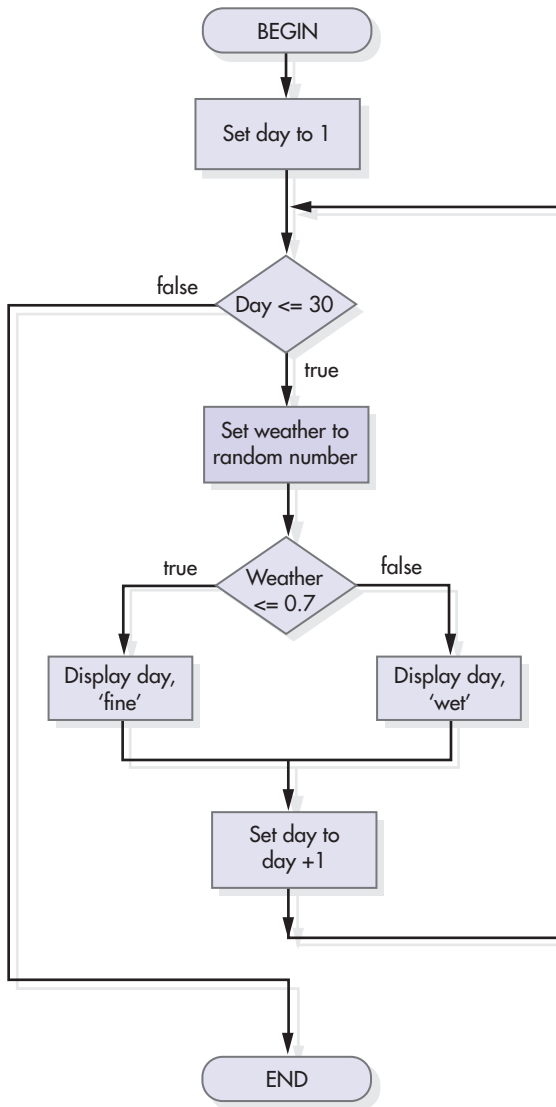 BEGIN
Set day to 1
false
Day <= 30
true
Set weather to
random number
true
false
Weather
<= 0.7
Display day,
‘fine’
Display day,
‘wet’
Set day to
day +1
END